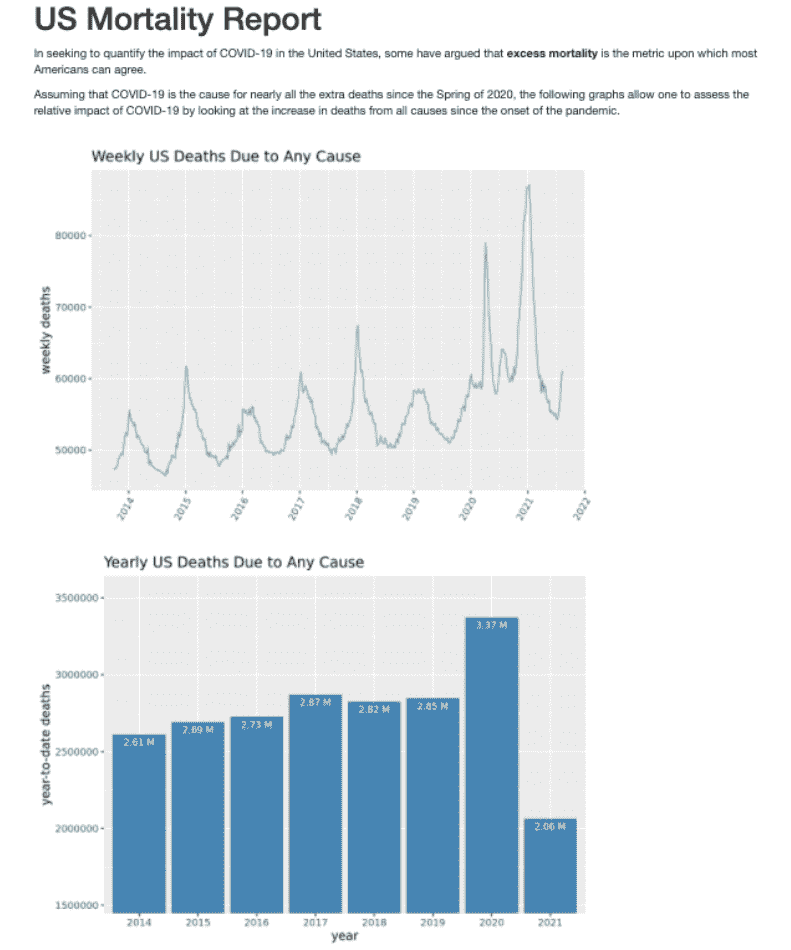 US Mortality Report
In seeking to quantify the impact of COVID-19 in the United States, some have argued that excess mortality is the metric upon which most
Americans can agree.
Assuming that COVID-19 is the cause for nearly all the extra deaths since the Spring of 2020, the following graphs allow one to assess the
relative impact of COVID-19 by looking at the increase in deaths from all causes since the onset of the pandemic.
Weekly US Deaths Due to Any Cause
weekly deaths
80000
70000
60000
50000
2014 2015 2016 2017 2018 2019 2020 2021 2022
Yearly US Deaths Due to Any Cause
year-to-date deaths
3500000
3000000
2500000
2000000
1500000
2.61 M 2.69 M 2.73 M 2.87 M 2.82 M 2.85 M 3.37 M 2.06 M
2014 2015 2016 2017 2018 2019 2020 2021
year